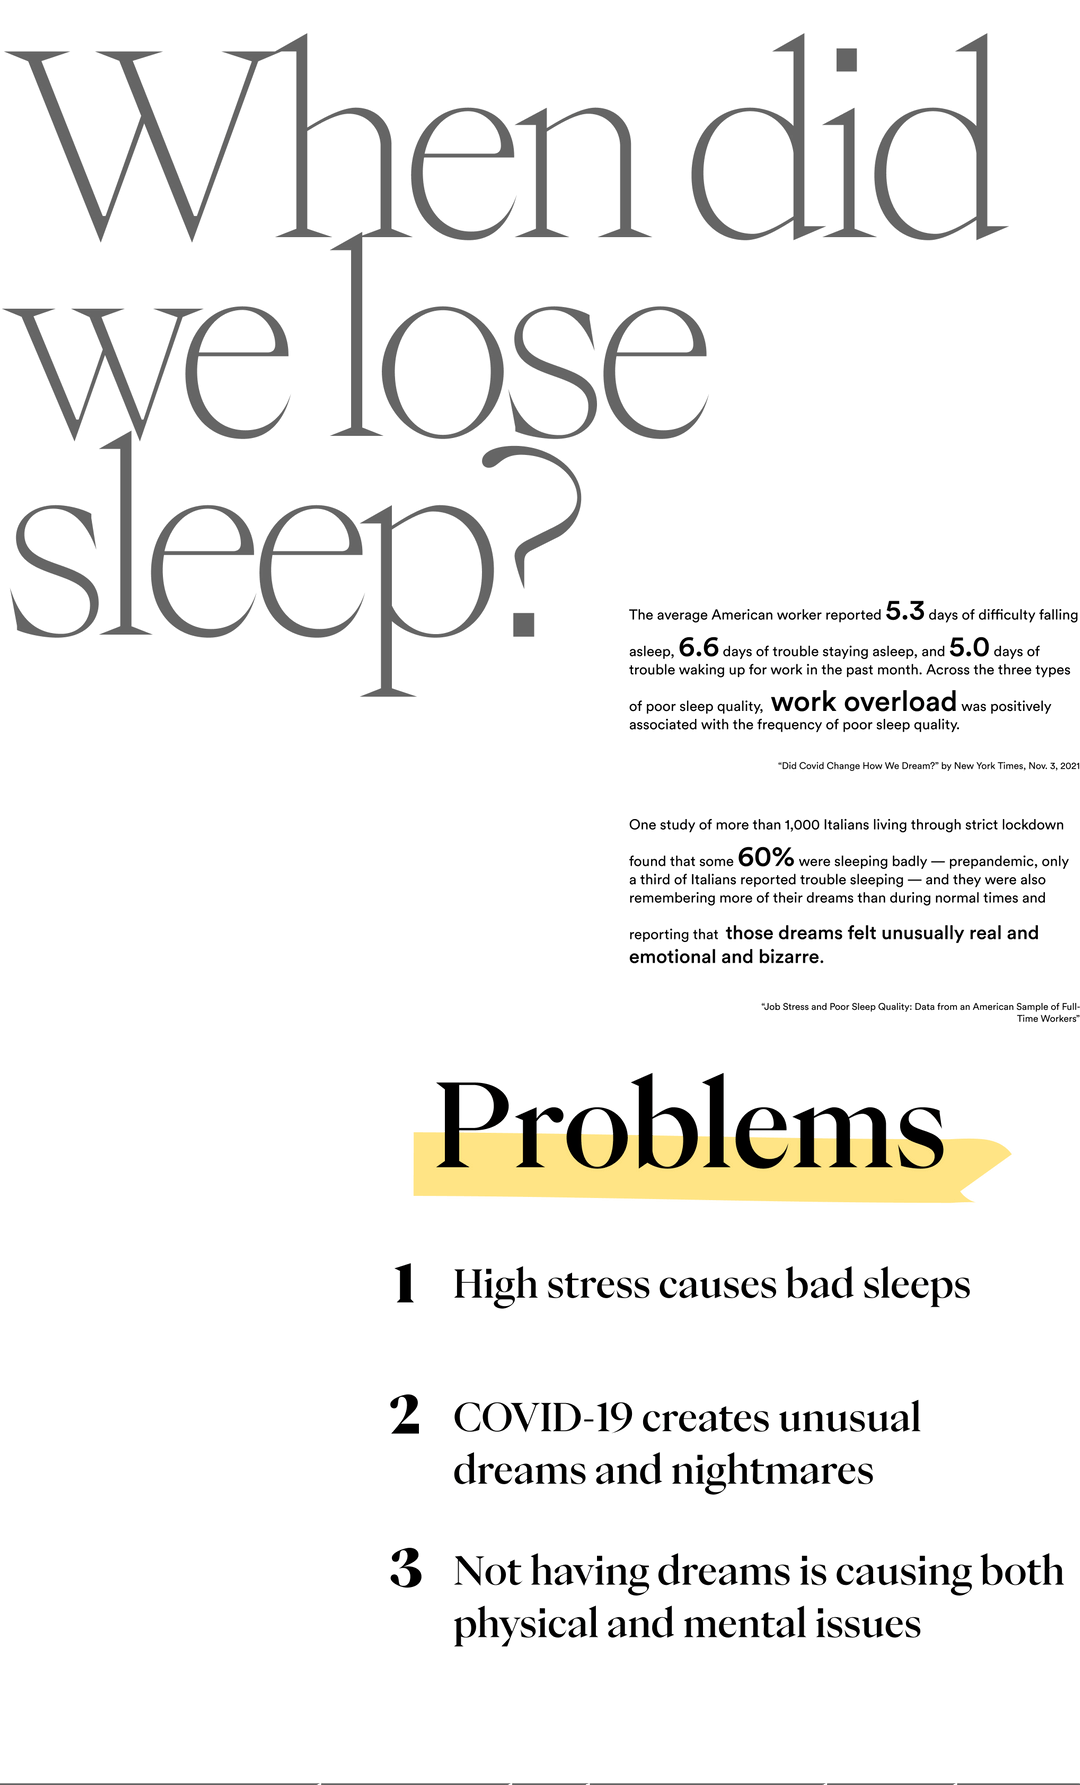 When did
we lose
sleep?
The average American worker reported 5.3 days of difficulty falling
asleep, 6.6 days of trouble staying asleep, and 5.0 days of
trouble waking up for work in the past month. Across the three types
of poor sleep quality, work overload was positively
associated with the frequency of poor sleep quality.
“Did Covid Change How We Dream?” by New York Times, Nov. 3, 2021
One study of more than 1,000 Italians living through strict lockdown
found that some 60% were sleeping badly — prepandemic, only
a third of Italians reported trouble sleeping — and they were also
remembering more of their dreams than during normal times and
reporting that those dreams felt unusually real and
emotional and bizarre.
“Job Stress and Poor Sleep Quality: Data from an American Sample of Full-
Time Workers”
Problems
1 High stress causes bad sleeps
2 COVID-19 creates unusual
dreams and nightmares
3 Not having dreams is causing both
physical and mental issues